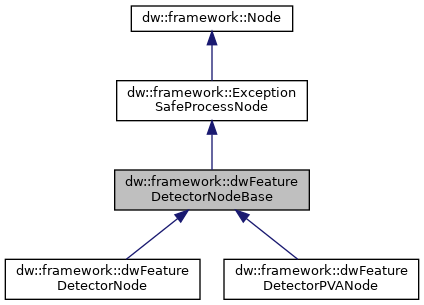 dw::framework::Node
dw::framework::Exception
SafeProcessNode
dw::framework::dwFeature
DetectorNodeBase
dw::framework::dwFeature
DetectorNode
dw::framework::dwFeature
DetectorPVANode